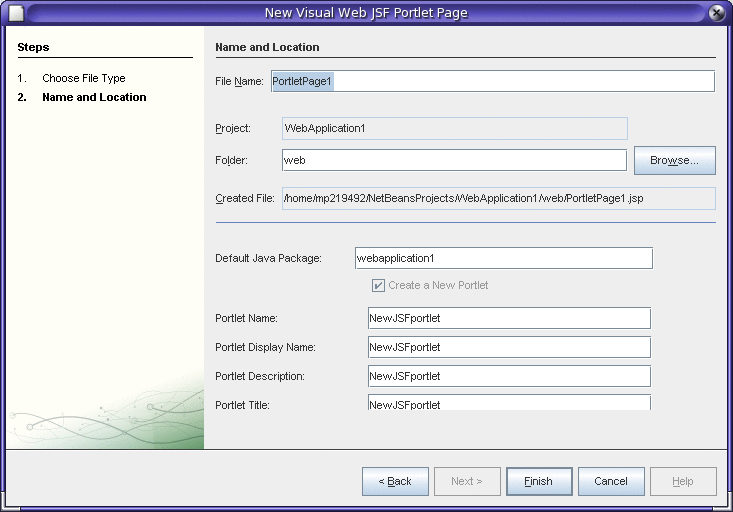 New Visual Web JSF Portlet Page
Steps
1. Choose File Type
2. Name and Location
Name and Location
File Name: PortletPage1
Project: WebApplication1
Folder: web Browse...
Created File: /home/mp219492/NetBeansProjects/WebApplication1/web/PortletPage1.jsp
Default Java Package: webapplication1
Create a New Portlet
Portlet Name: NewJSFportlet
Portlet Display Name: NewJSFportlet
Portlet Description: NewJSFportlet
Portlet Title: NewJSFportlet
< Back Next > Finish Cancel Help